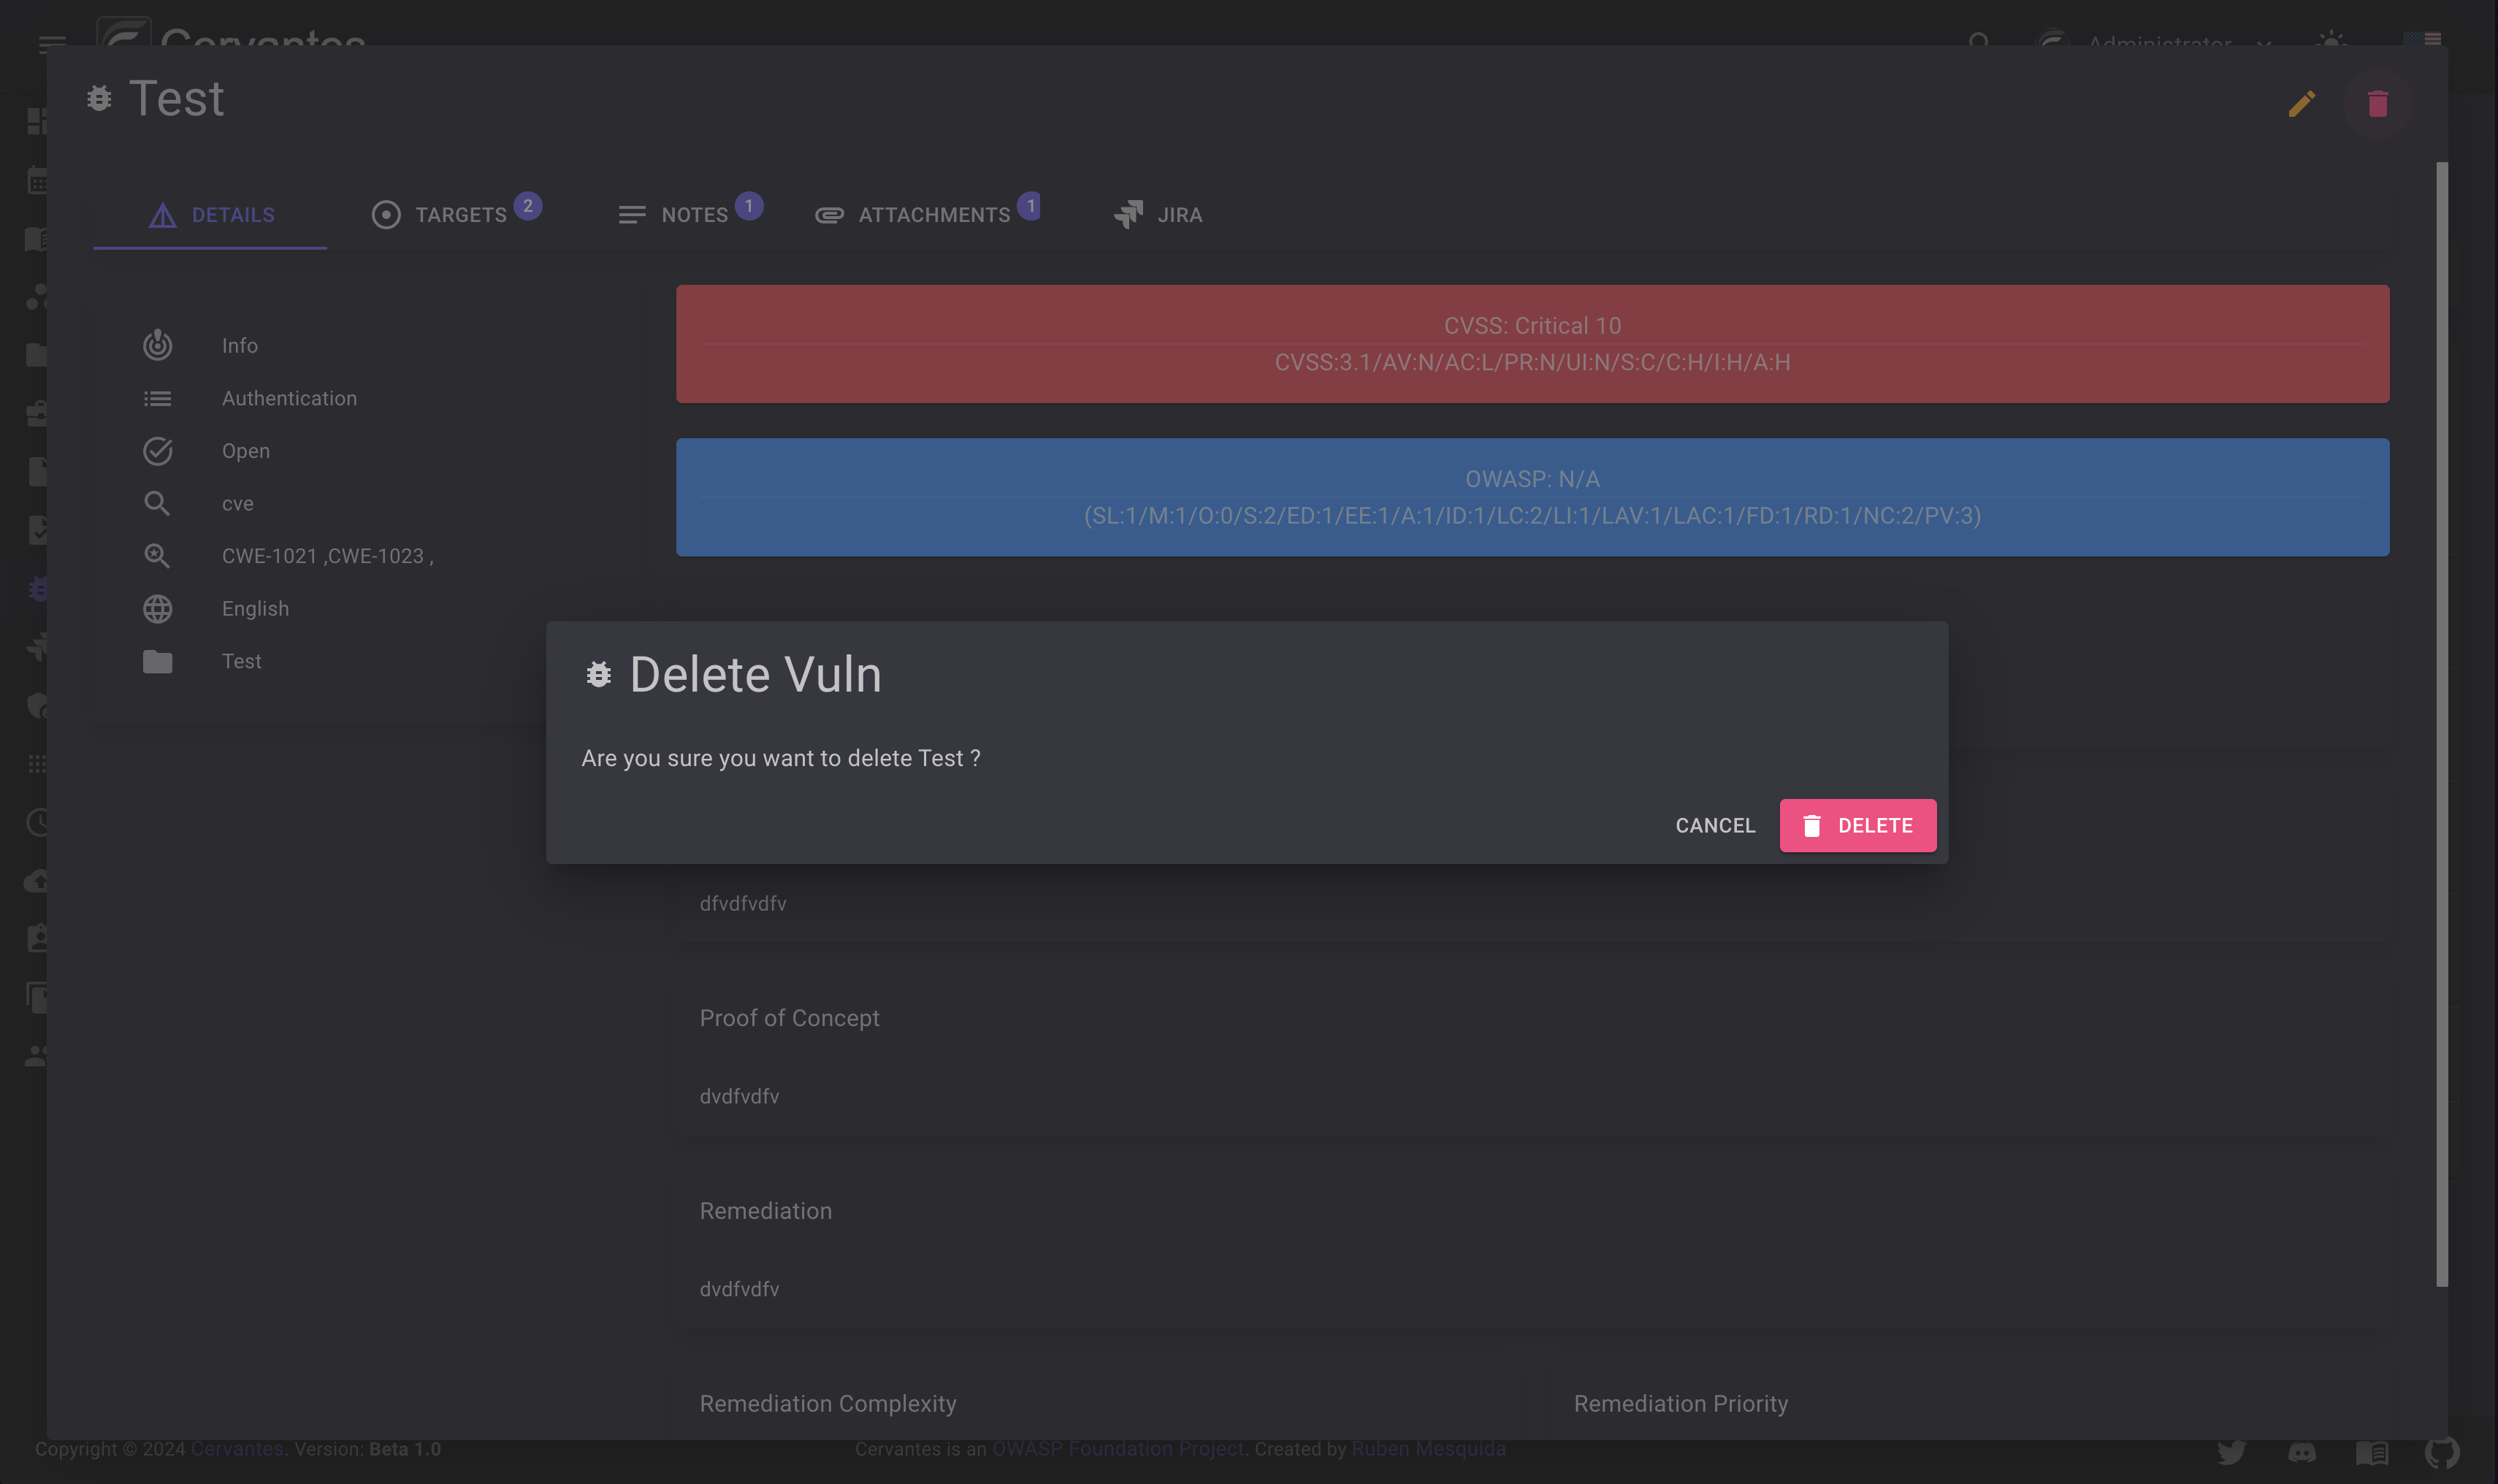 Cervantes
Administrator
Test
DETAILS
TARGETS 2
NOTES 1
ATTACHMENTS 1
JIRA
Info
Authentication
Open
cve
CWE-1021 ,CWE-1023 ,
English
Test
CVSS: Critical 10
CVSS:3.1/AV:N/AC:L/PR:N/UI:N/S:C/C:H/I:H/A:H
OWASP: N/A
(SL:1/M:1/O:0/S:2/ED:1/EE:1/A:1/ID:1/LC:2/LI:1/LAV:1/LAC:1/FD:1/RD:1/NC:2/PV:3)
Delete Vuln
Are you sure you want to delete Test ?
CANCEL
DELETE
dfvdfvdfv
Proof of Concept
dvdfvdfv
Remediation
dvdfvdfv
Remediation Complexity
Remediation Priority
Copyright © 2024 Cervantes. Version: Beta 1.0
Cervantes is an OWASP Foundation Project. Created by Ruben Mesquida